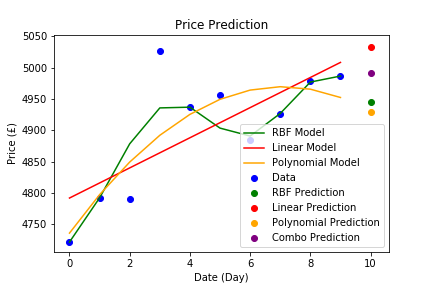 Price Prediction
5050
5000
4950
4900
4850
4800
4750
Price (£)
RBF Model
Linear Model
Polynomial Model
Data
RBF Prediction
Linear Prediction
Polynomial Prediction
Combo Prediction
0 2 4 6 8 10
Date (Day)